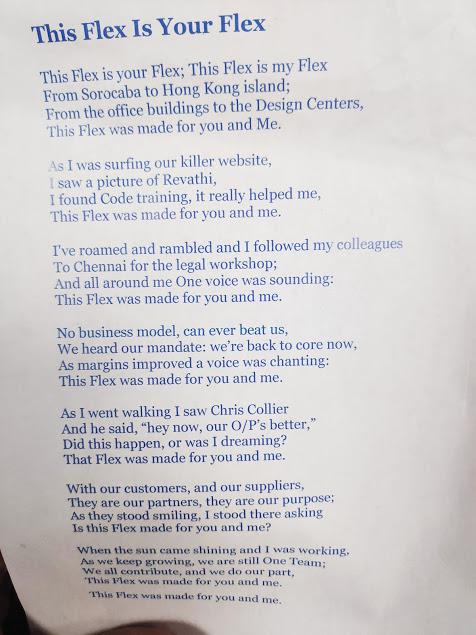 This Flex Is Your Flex
This Flex is your Flex; This Flex is my Flex
From Sorocaba to Hong Kong island;
From the office buildings to the Design Centers,
This Flex was made for you and Me.
As I was surfing our killer website,
I saw a picture of Revathi,
I found Code training, it really helped me,
This Flex was made for you and me.
I've roamed and rambled and I followed my colleagues
To Chennai for the legal workshop;
And all around me One voice was sounding:
This Flex was made for you and me.
No business model, can ever beat us,
We heard our mandate: we're back to core now,
As margins improved a voice was chanting:
This Flex was made for you and me.
As I went walking I saw Chris Collier
And he said, “hey now, our O/P's better,”
Did this happen, or was I dreaming?
That Flex was made for you and me.
With our customers, and our suppliers,
They are our partners, they are our purpose;
As they stood smiling, I stood there asking
Is this Flex made for you and me?
When the sun came shining and I was working,
As we keep growing, we are still One Team;
We all contribute, and we do our part,
This Flex was made for you and me.
This Flex was made for you and me.